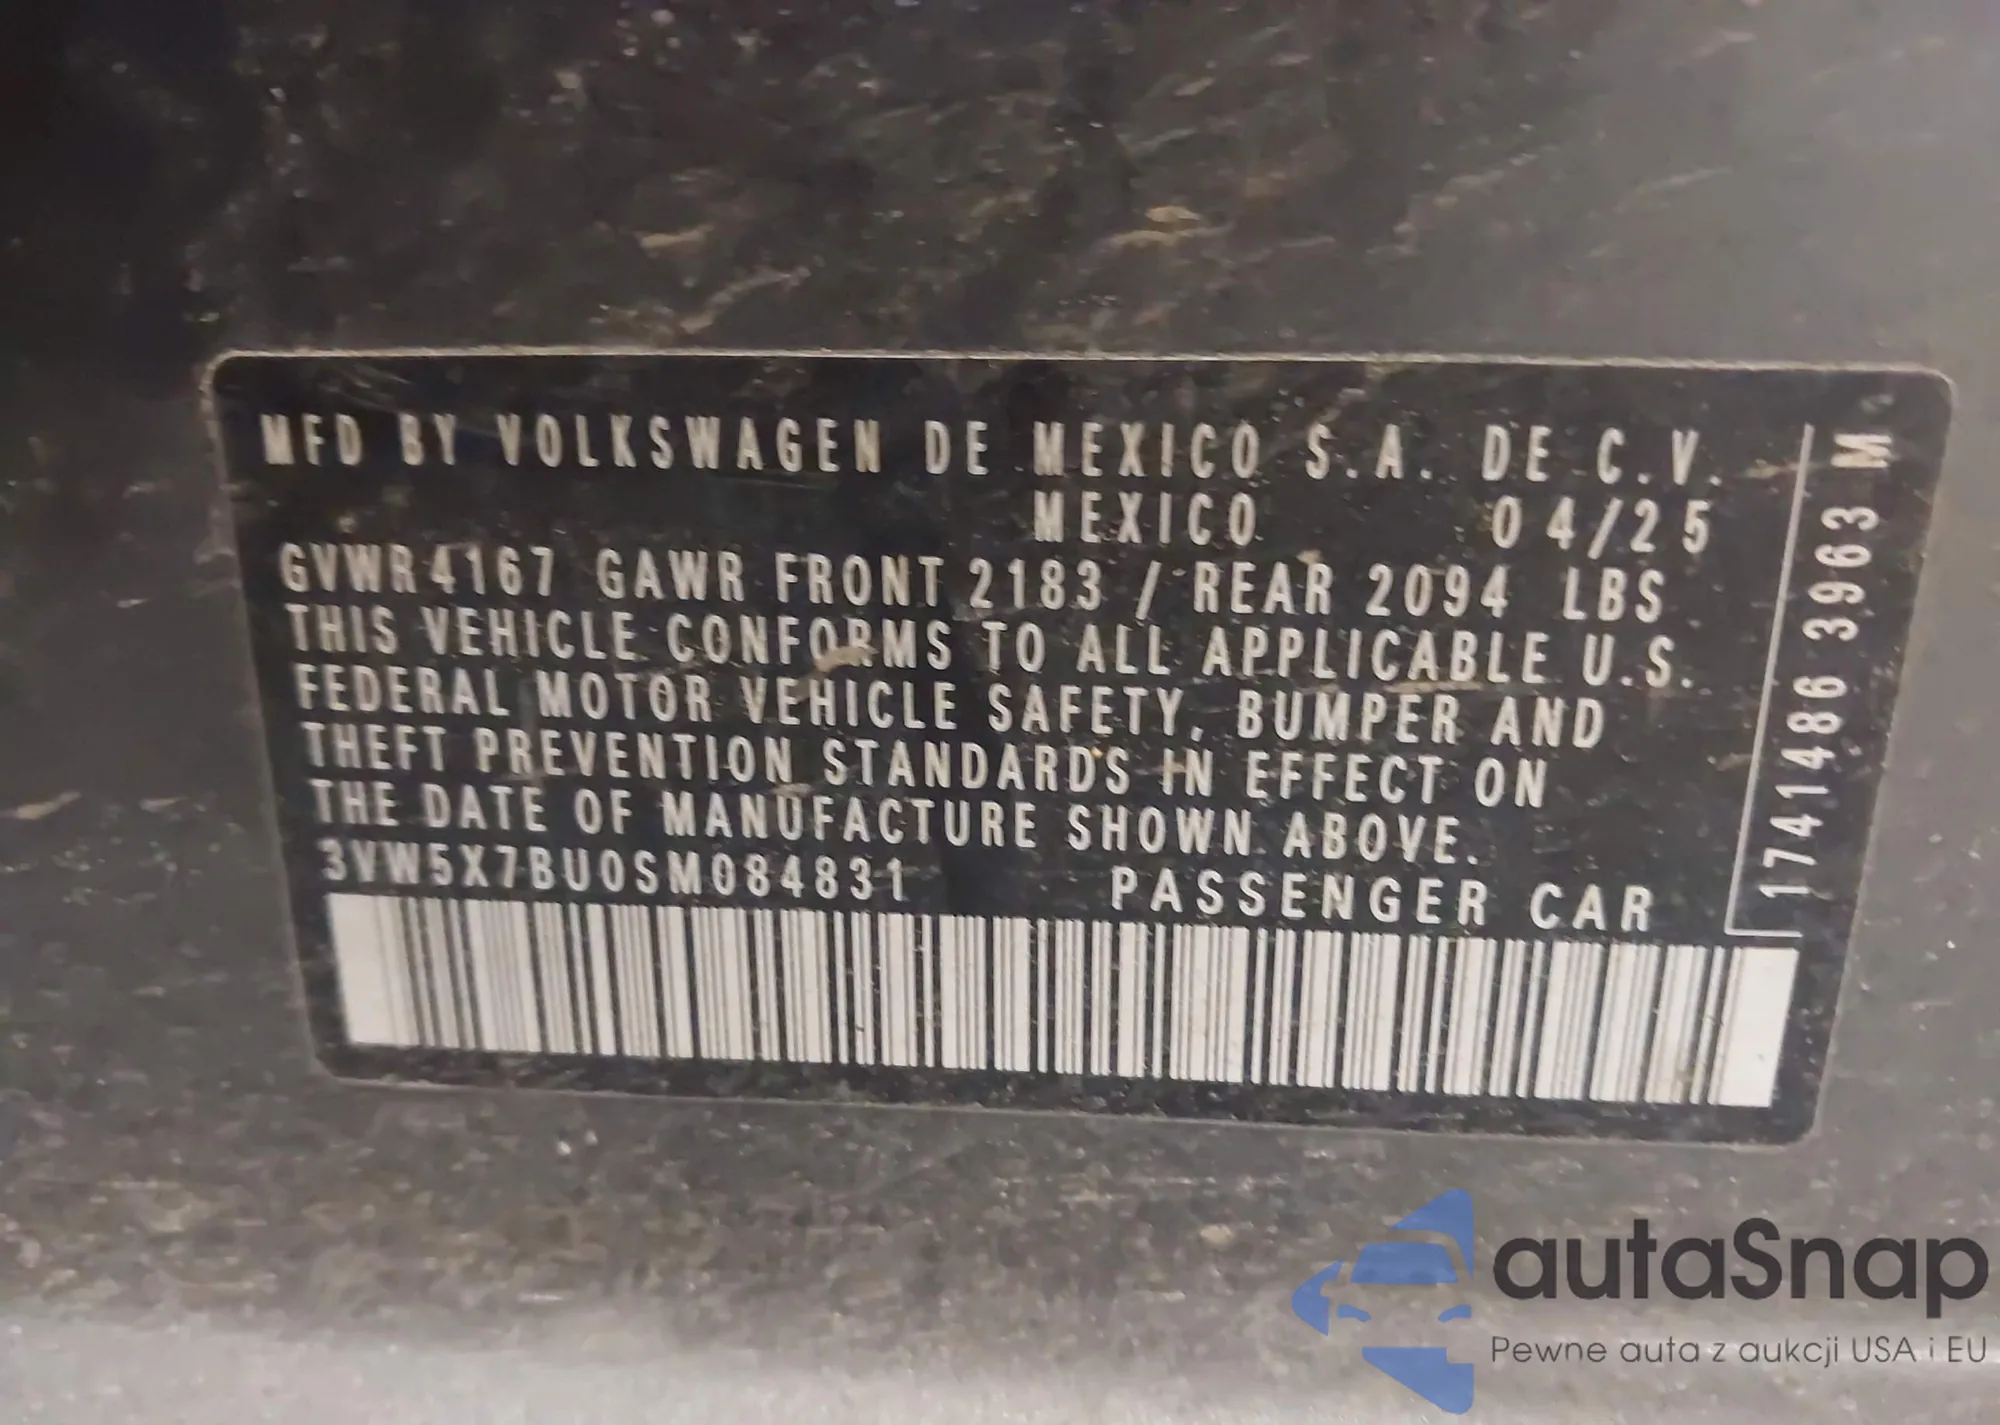 MFD BY VOLKSWAGEN DE MEXICO S.A. DE C.V.
MEXICO 04/25
GVWR 4167 GAWR FRONT 2183 / REAR 2094 LBS
THIS VEHICLE CONFORMS TO ALL APPLICABLE U.S.
FEDERAL MOTOR VEHICLE SAFETY, BUMPER AND
THEFT PREVENTION STANDARDS IN EFFECT ON
THE DATE OF MANUFACTURE SHOWN ABOVE.
3VW5X7BU0SM084831 PASSENGER CAR
1741486 3963 M
autaSnap
Pewne auta z aukcji USA i EU